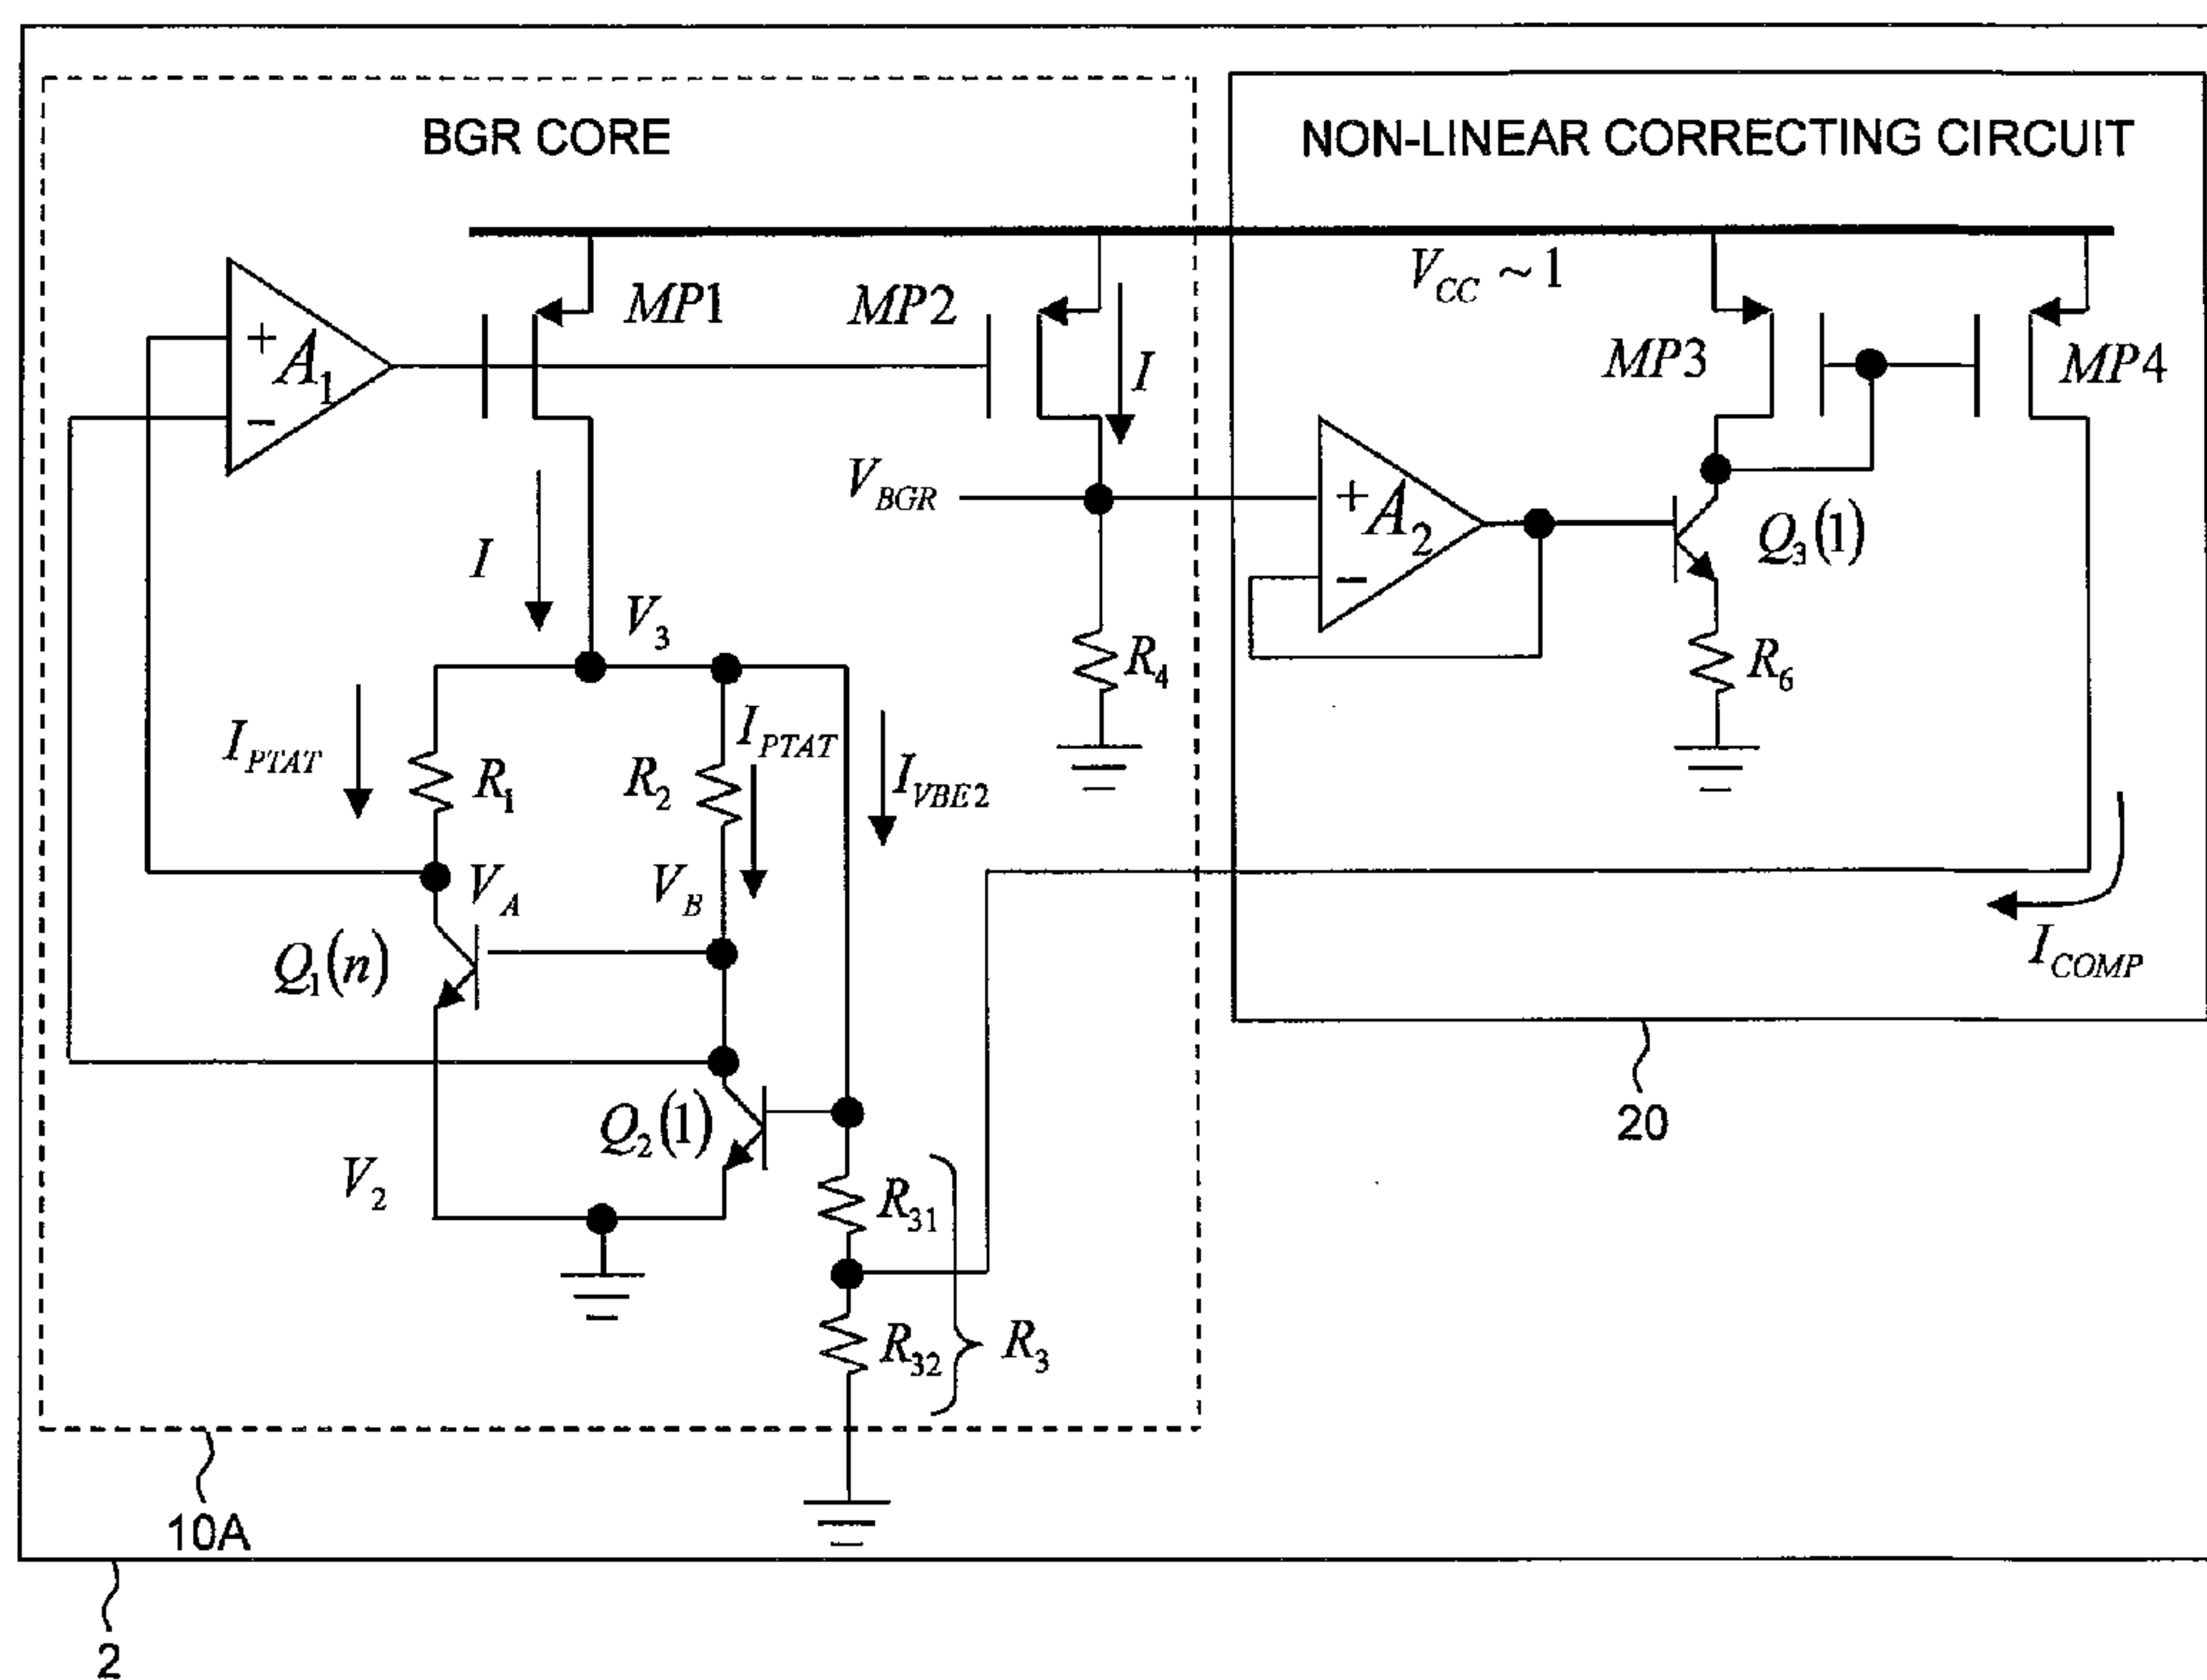 BGR CORE
NON-LINEAR CORRECTING CIRCUIT
V_CC ~ 1
MP1
MP2
MP3
MP4
+
A_1
−
I
V_BGR
+
A_2
−
Q_3(1)
I
V_3
R_4
R_6
I_PTAT
R_1
R_2
I_PTAT
I_VBE2
V_A
V_B
Q_1(n)
I_COMP
Q_2(1)
20
V_2
R_31
R_32
R_3
10A
2